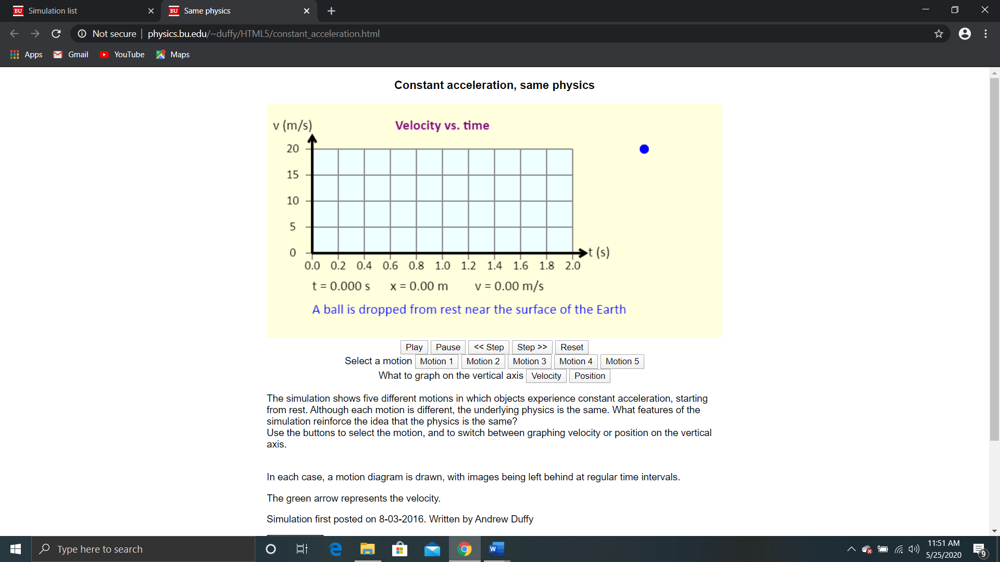 BU Simulation list
BU Same physics
Not secure | physics.bu.edu/~duffy/HTML5/constant_acceleration.html
Apps Gmail YouTube Maps
Constant acceleration, same physics
v (m/s)
Velocity vs. time
20
15
10
5
0
t (s)
0.0 0.2 0.4 0.6 0.8 1.0 1.2 1.4 1.6 1.8 2.0
t = 0.000 s x = 0.00 m v = 0.00 m/s
A ball is dropped from rest near the surface of the Earth
Play Pause << Step Step >> Reset
Select a motion Motion 1 Motion 2 Motion 3 Motion 4 Motion 5
What to graph on the vertical axis Velocity Position
The simulation shows five different motions in which objects experience constant acceleration, starting
from rest. Although each motion is different, the underlying physics is the same. What features of the
simulation reinforce the idea that the physics is the same?
Use the buttons to select the motion, and to switch between graphing velocity or position on the vertical
axis.
In each case, a motion diagram is drawn, with images being left behind at regular time intervals.
The green arrow represents the velocity.
Simulation first posted on 8-03-2016. Written by Andrew Duffy
Type here to search
W
11:51 AM
5/25/2020
9